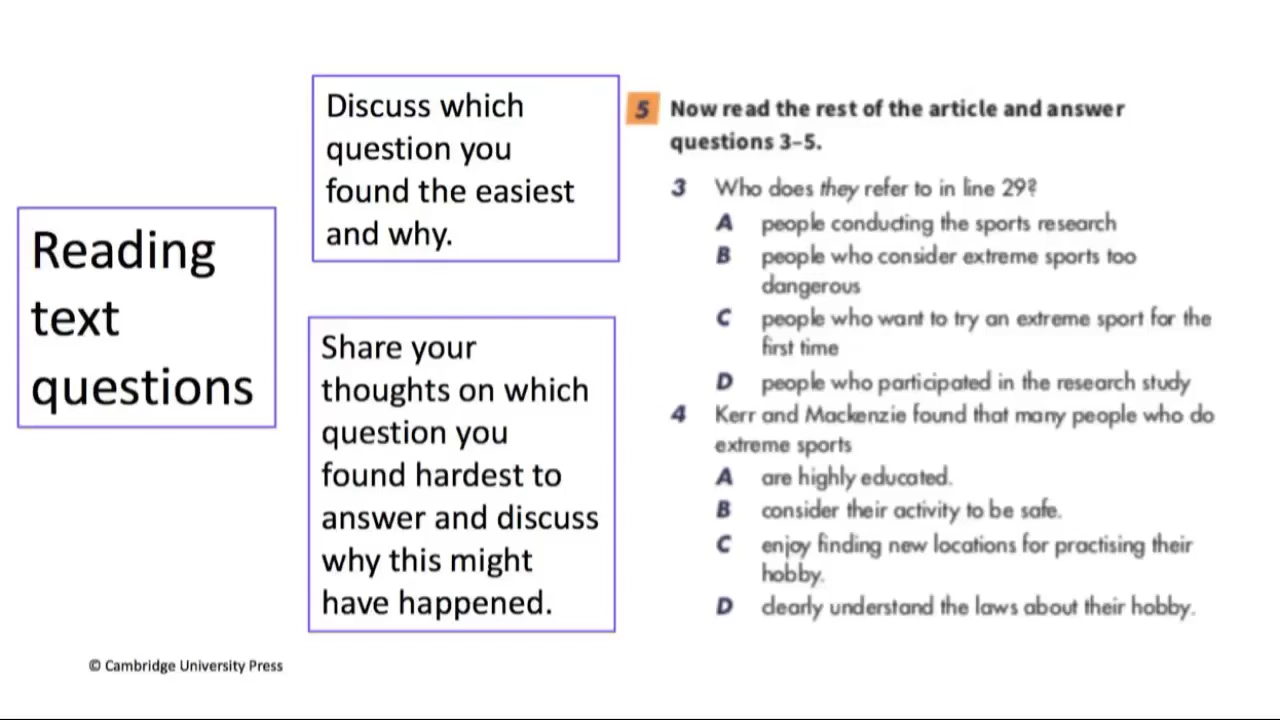 Reading
text
questions
Discuss which
question you
found the easiest
and why.
Share your
thoughts on which
question you
found hardest to
answer and discuss
why this might
have happened.
5 Now read the rest of the article and answer
questions 3–5.
3 Who does they refer to in line 29?
A people conducting the sports research
B people who consider extreme sports too
dangerous
C people who want to try an extreme sport for the
first time
D people who participated in the research study
4 Kerr and Mackenzie found that many people who do
extreme sports
A are highly educated.
B consider their activity to be safe.
C enjoy finding new locations for practising their
hobby.
D clearly understand the laws about their hobby.
© Cambridge University Press